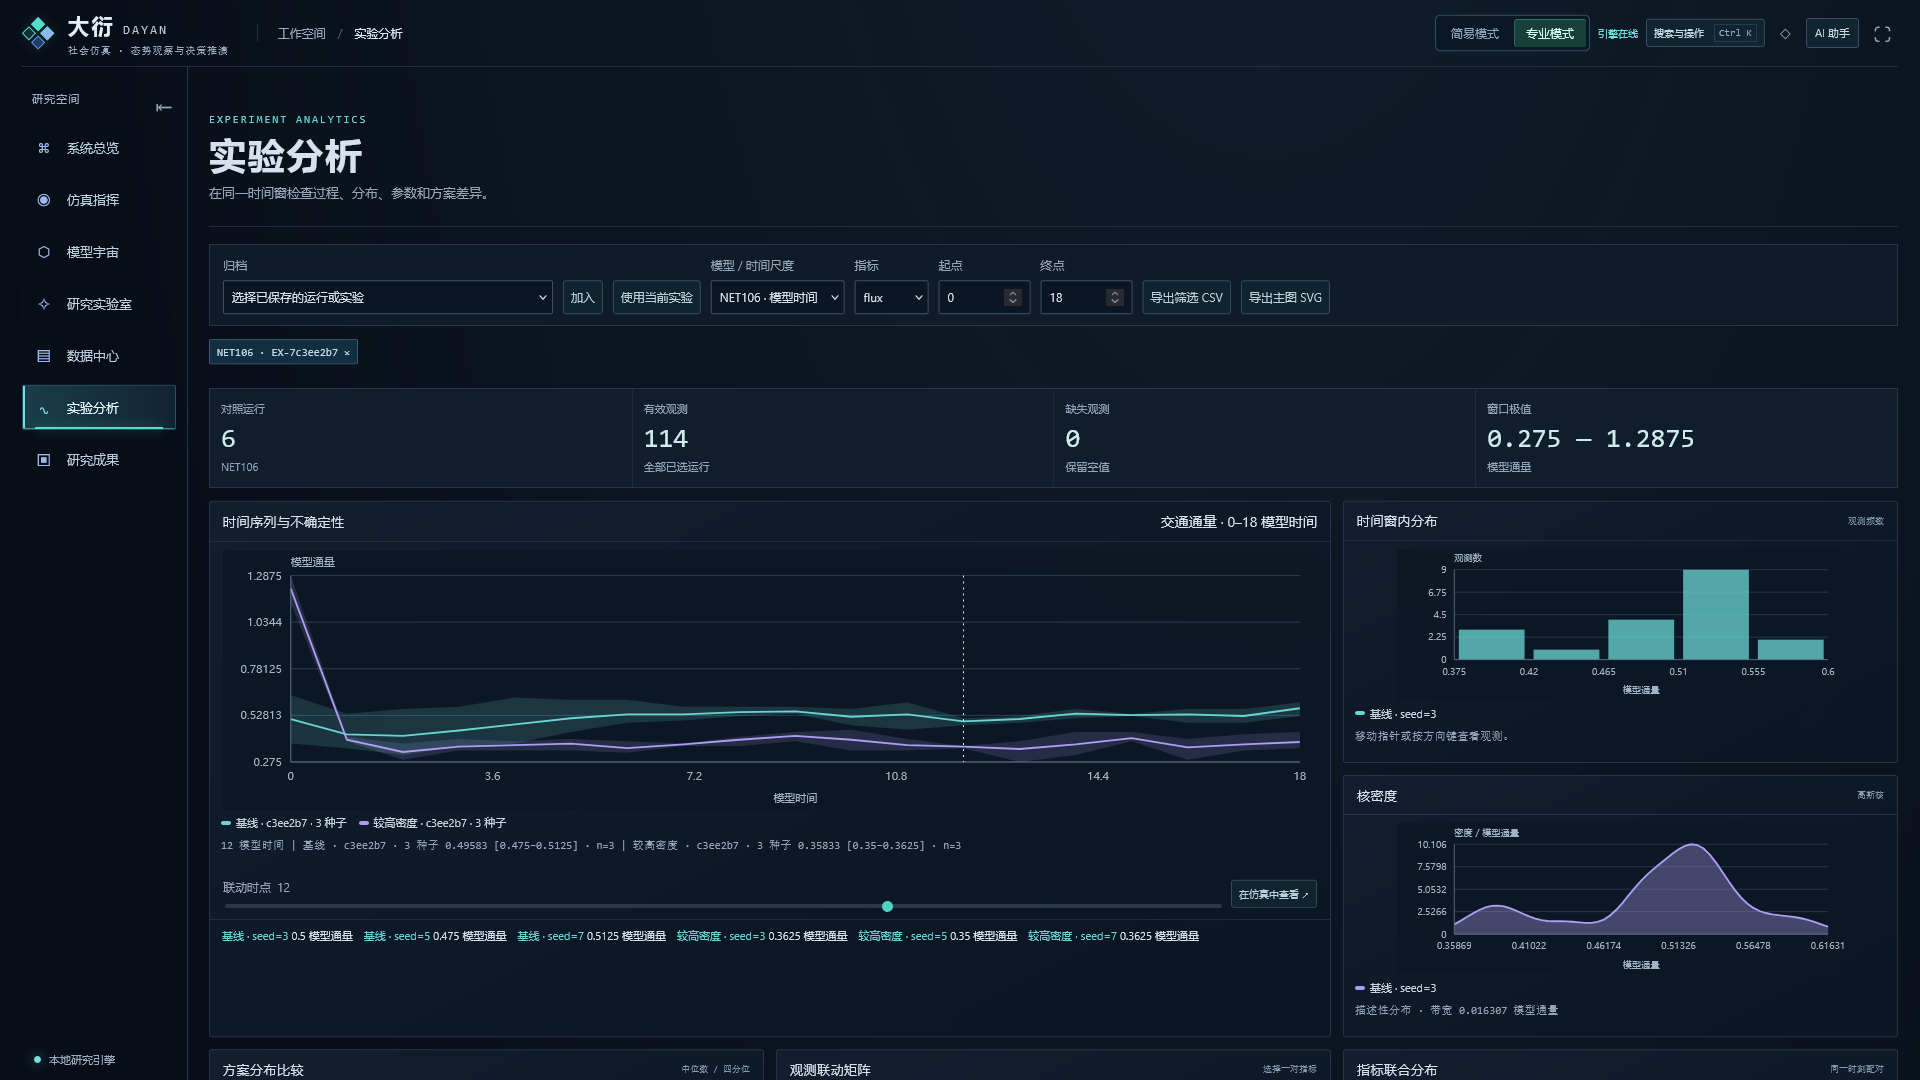 大衍 DAYAN
社会仿真 · 态势观察与决策推演
工作空间 / 实验分析
简易模式 专业模式 引擎在线 搜索与操作 Ctrl K AI 助手
研究空间
系统总览
仿真指挥
模型宇宙
研究实验室
数据中心
实验分析
研究成果
本地研究引擎
EXPERIMENT ANALYTICS
实验分析
在同一时间窗检查过程、分布、参数和方案差异。
归档 模型 / 时间尺度 指标 起点 终点
选择已保存的运行或实验 加入 使用当前实验 NET106 · 模型时间 flux 0 18 导出筛选 CSV 导出主图 SVG
NET106 · EX-7c3ee2b7 ×
对照运行
6
NET106
有效观测
114
全部已选运行
缺失观测
0
保留空值
窗口极值
0.275 — 1.2875
模型通量
时间序列与不确定性 交通通量 · 0–18 模型时间
模型通量
1.2875
1.0344
0.78125
0.52813
0.275
0 3.6 7.2 10.8 14.4 18
模型时间
基线 · c3ee2b7 · 3 种子 较高密度 · c3ee2b7 · 3 种子
12 模型时间 | 基线 · c3ee2b7 · 3 种子 0.49583 [0.475–0.5125] · n=3 | 较高密度 · c3ee2b7 · 3 种子 0.35833 [0.35–0.3625] · n=3
联动时点 12
在仿真中查看 ↗
基线 · seed=3 0.5 模型通量 基线 · seed=5 0.475 模型通量 基线 · seed=7 0.5125 模型通量 较高密度 · seed=3 0.3625 模型通量 较高密度 · seed=5 0.35 模型通量 较高密度 · seed=7 0.3625 模型通量
时间窗内分布 观测频数
观测数
9
6.75
4.5
2.25
0
0.375 0.42 0.465 0.51 0.555 0.6
模型通量
基线 · seed=3
移动指针或按方向键查看观测。
核密度 高斯核
密度 / 模型通量
10.106
7.5798
5.0532
2.5266
0
0.35869 0.41022 0.46174 0.51326 0.56478 0.61631
模型通量
基线 · seed=3
描述性分布 · 带宽 0.016307 模型通量
方案分布比较 中位数 / 四分位
观测联动矩阵 选择一对指标
指标联合分布 同一时刻配对